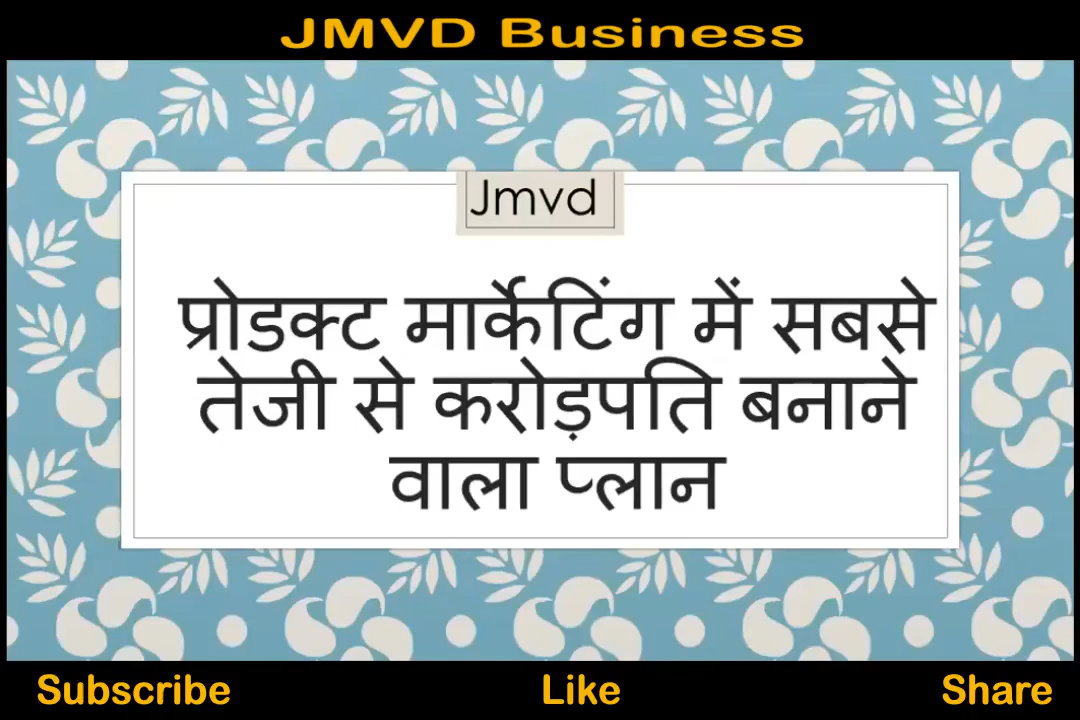 JMVD Business
Jmvd
प्रोडक्ट मार्केटिंग में सबसे
तेजी से करोड़पति बनाने
वाला प्लान
Subscribe Like Share